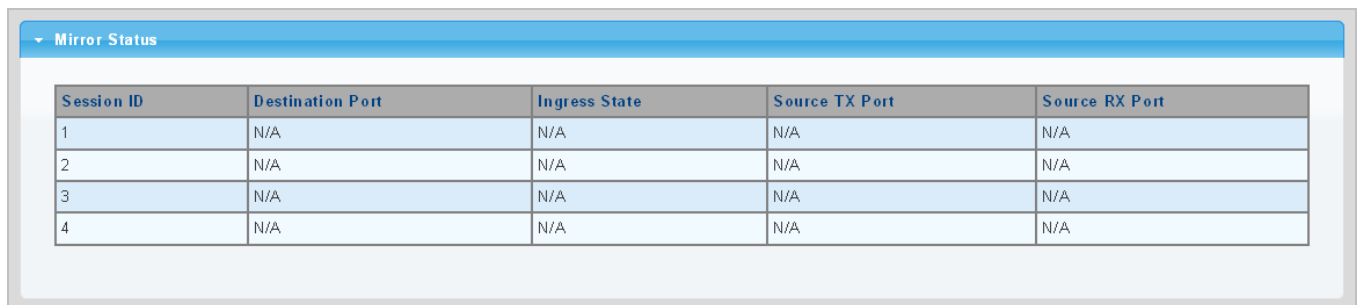 Mirror Status
Session ID Destination Port Ingress State Source TX Port Source RX Port
1 N/A N/A N/A N/A
2 N/A N/A N/A N/A
3 N/A N/A N/A N/A
4 N/A N/A N/A N/A